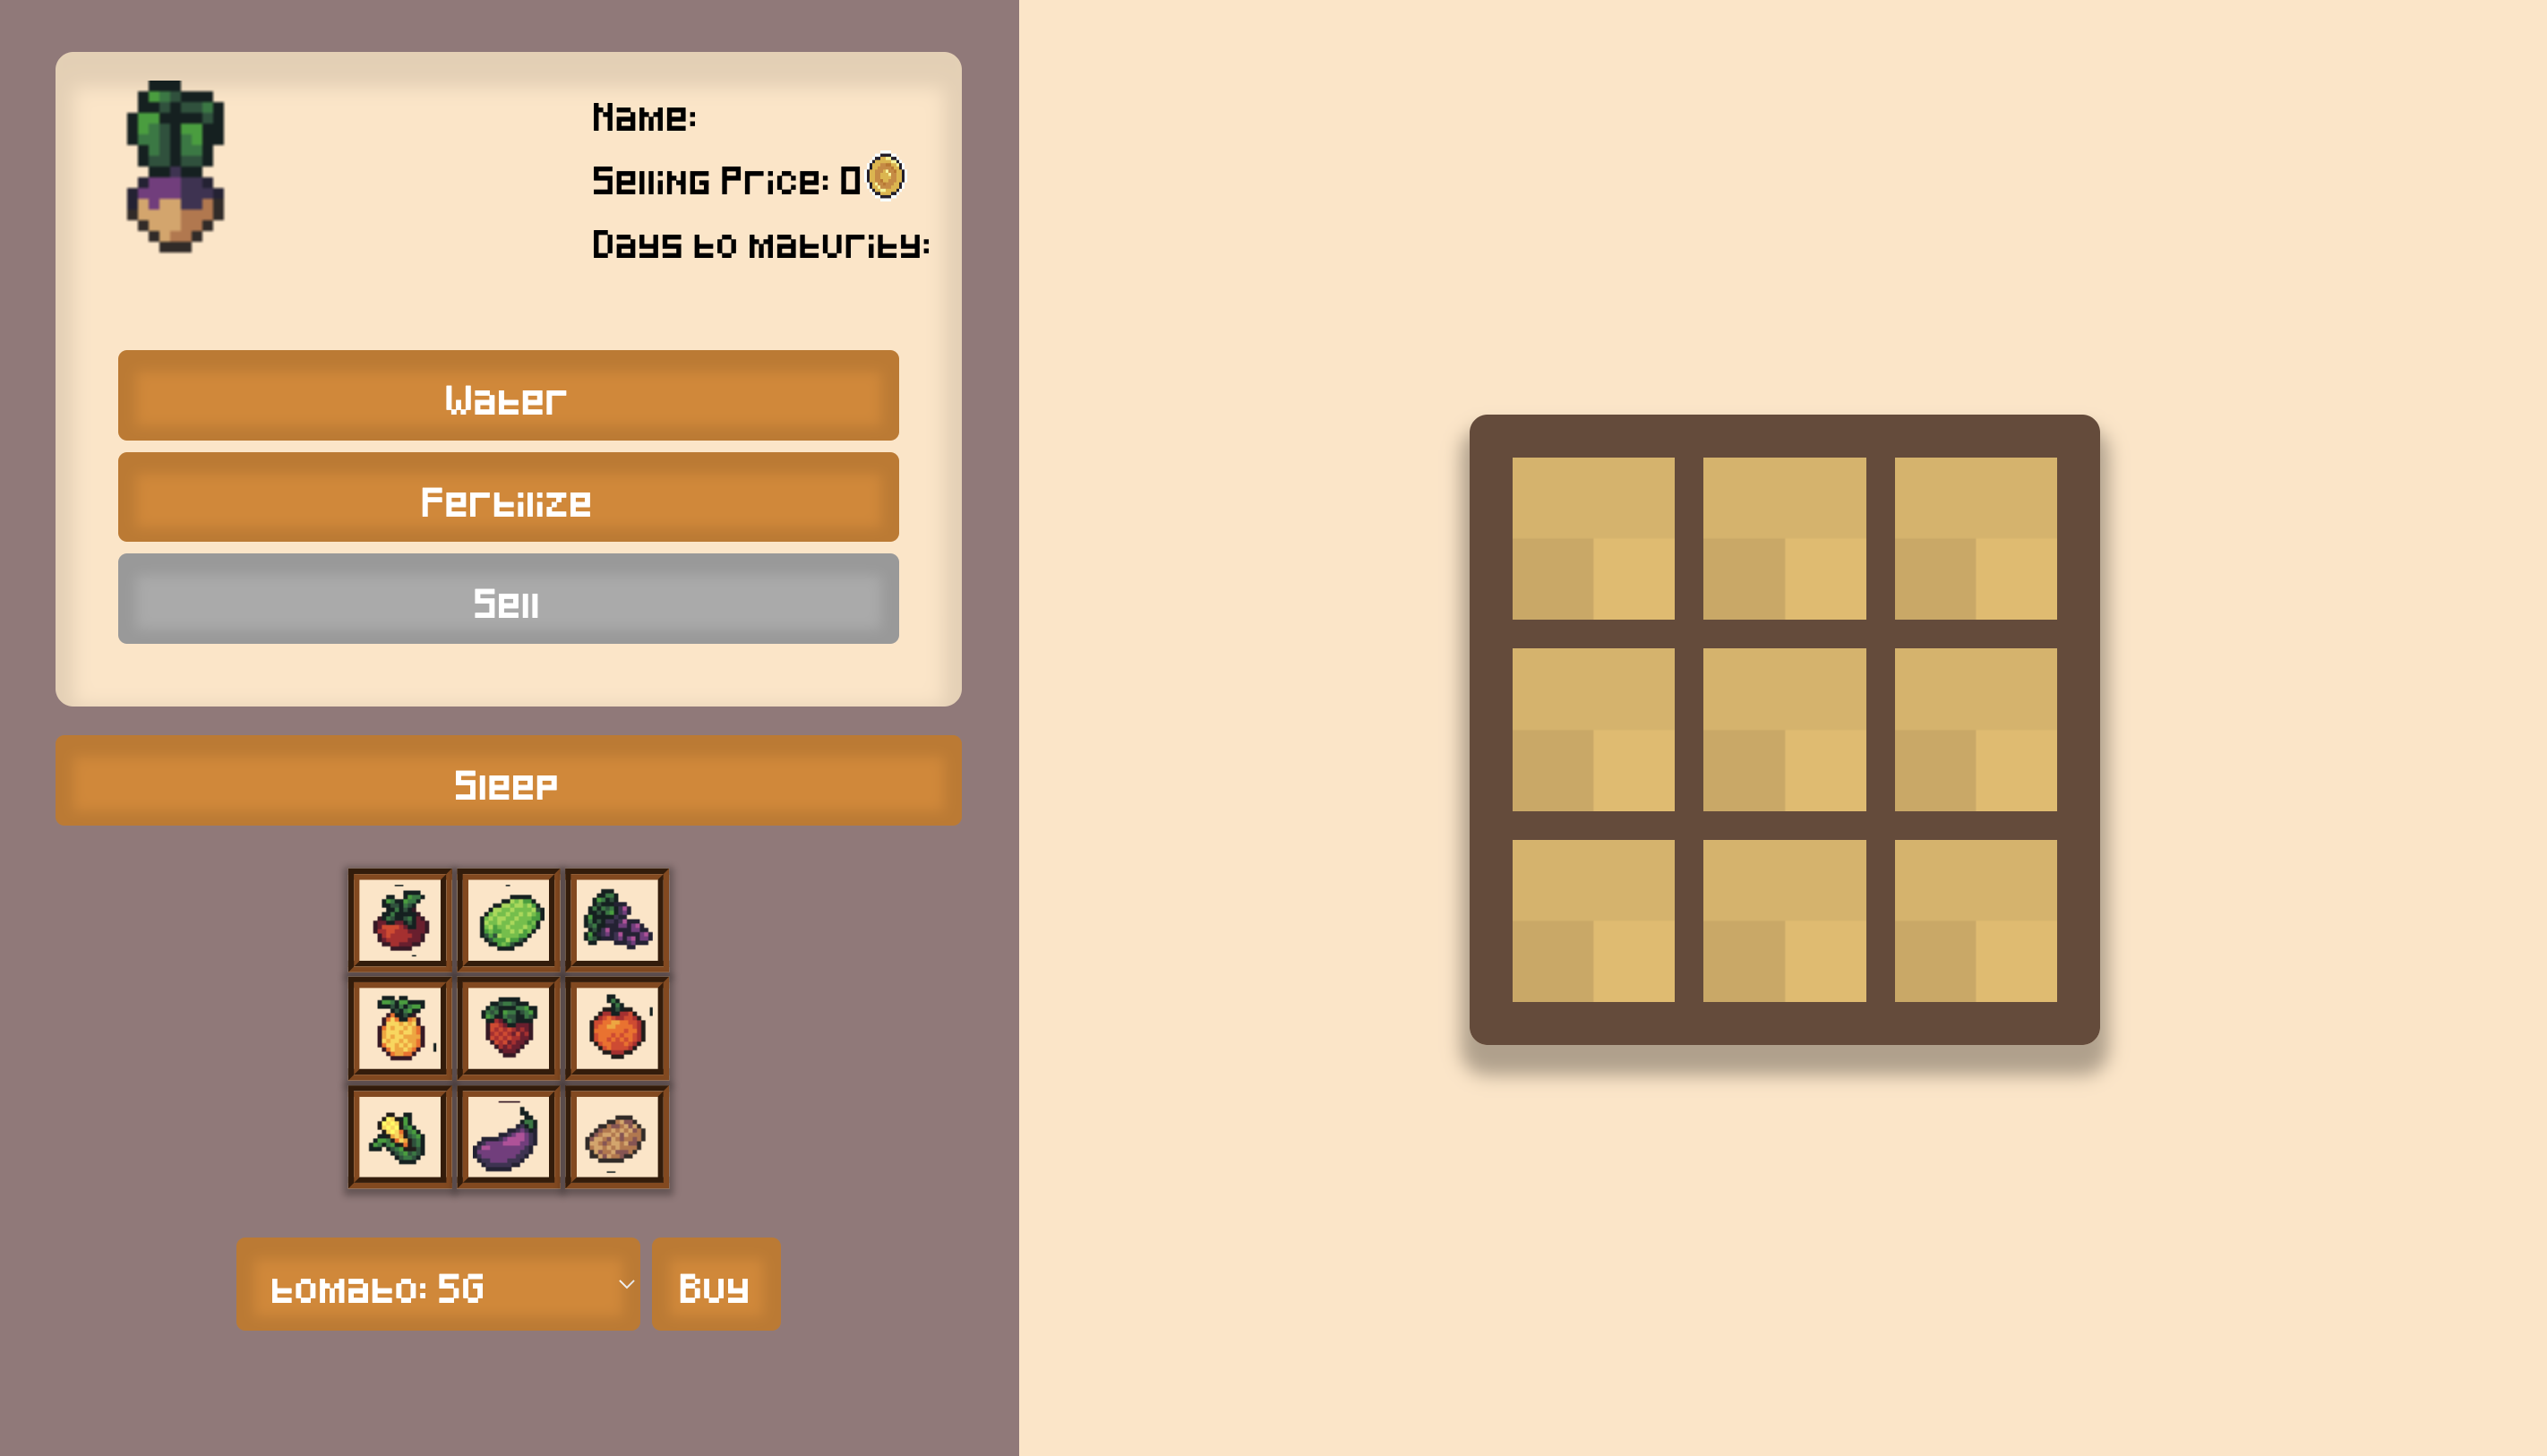 Name:
Selling Price: 0
Days to maturity:
Water
Fertilize
Sell
Sleep
tomato: 5G
Buy